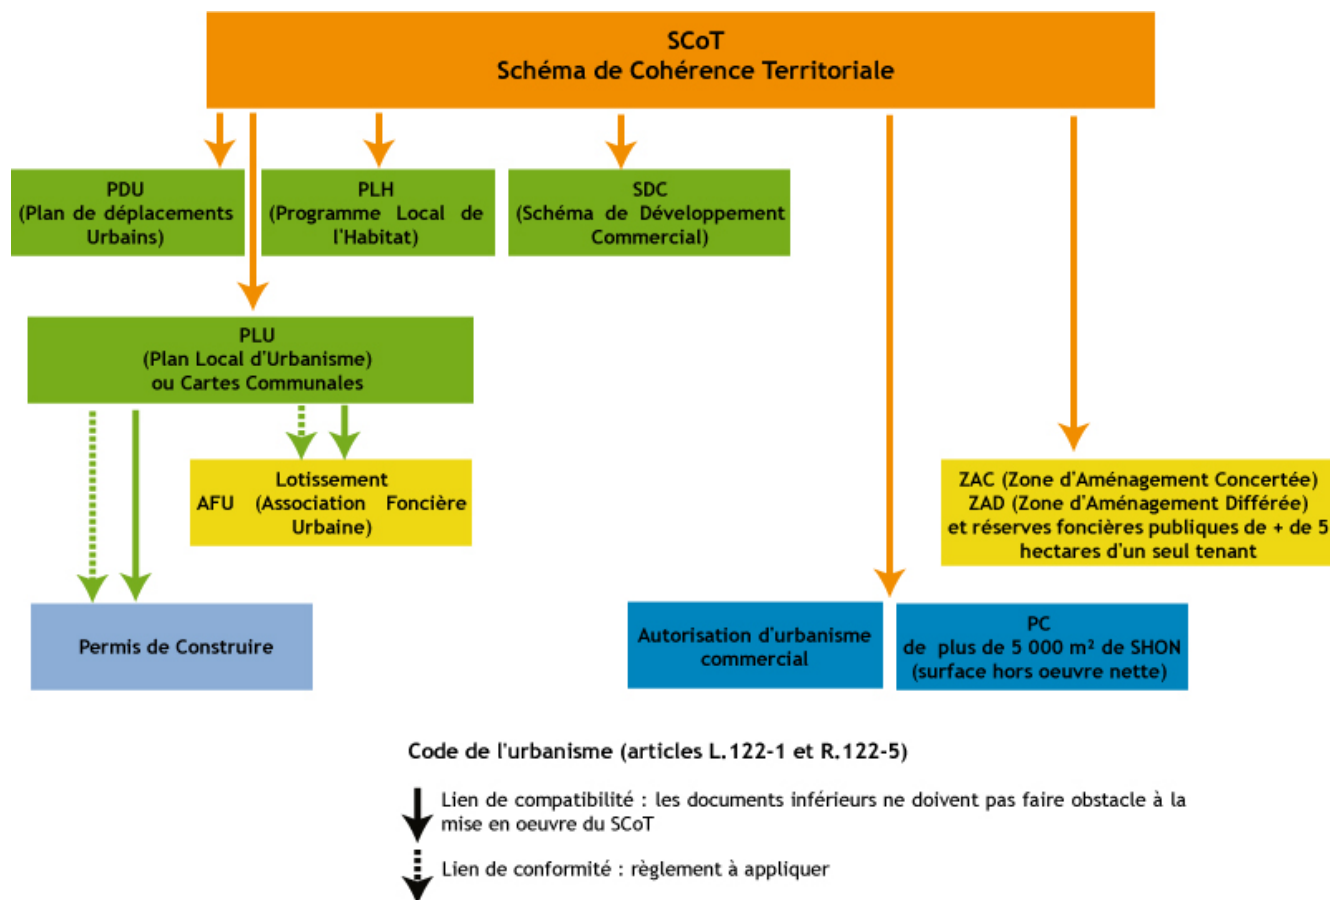 SCoT
Schéma de Cohérence Territoriale
PDU
(Plan de déplacements
Urbains)
PLH
(Programme Local de
l'Habitat)
SDC
(Schéma de Développement
Commercial)
PLU
(Plan Local d'Urbanisme)
ou Cartes Communales
Lotissement
AFU (Association Foncière
Urbaine)
ZAC (Zone d'Aménagement Concertée)
ZAD (Zone d'Aménagement Différée)
et réserves foncières publiques de + de 5
hectares d'un seul tenant
Permis de Construire
Autorisation d'urbanisme
commercial
PC
de plus de 5 000 m² de SHON
(surface hors oeuvre nette)
Code de l'urbanisme (articles L.122-1 et R.122-5)
Lien de compatibilité : les documents inférieurs ne doivent pas faire obstacle à la
mise en oeuvre du SCoT
Lien de conformité : règlement à appliquer